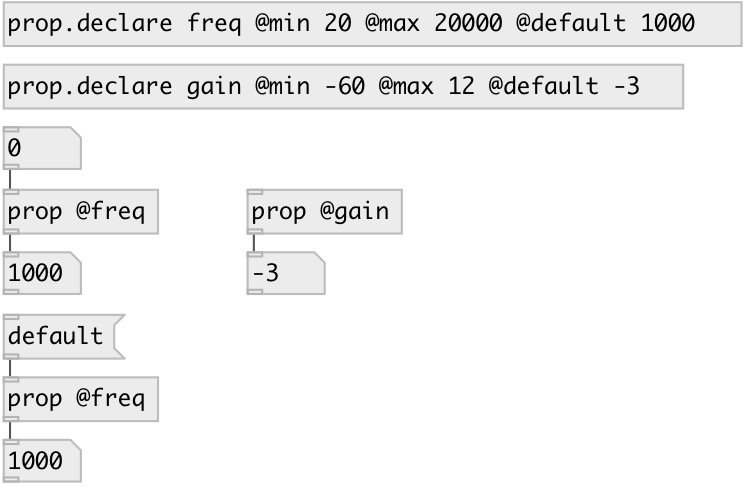 prop.declare freq @min 20 @max 20000 @default 1000
prop.declare gain @min -60 @max 12 @default -3
0
prop @freq
prop @gain
1000
-3
default
prop @freq
1000